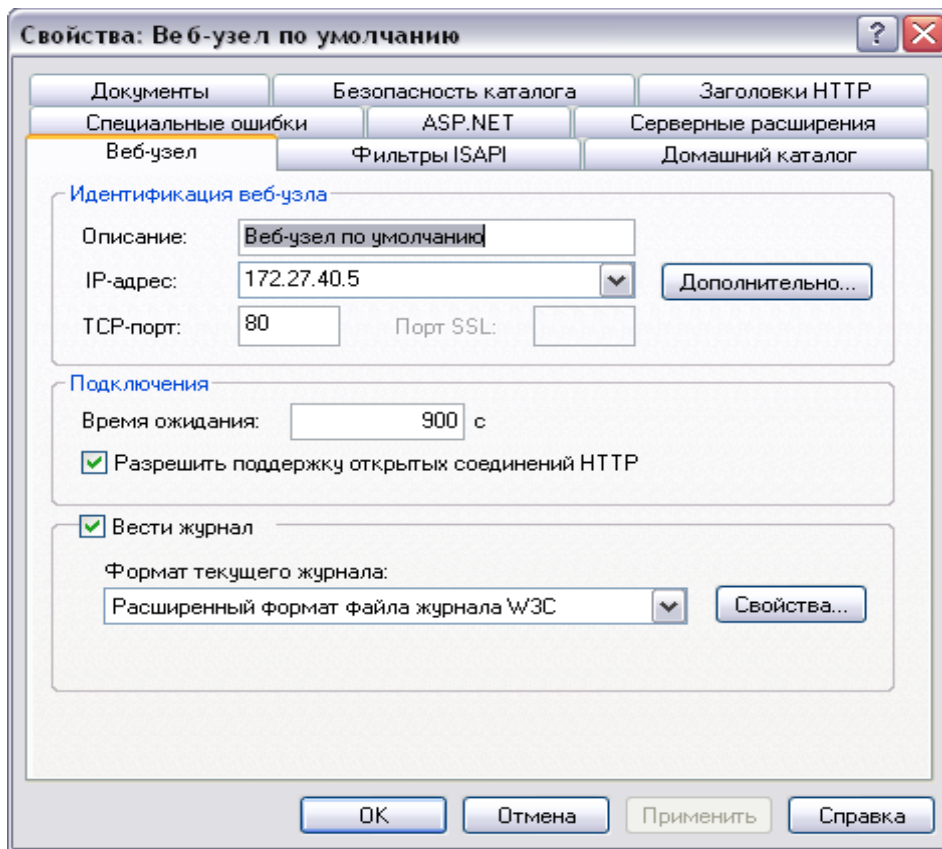 Свойства: Веб-узел по умолчанию
Документы Безопасность каталога Заголовки HTTP
Специальные ошибки ASP.NET Серверные расширения
Веб-узел Фильтры ISAPI Домашний каталог
Идентификация веб-узла
Описание: Веб-узел по умолчанию
IP-адрес: 172.27.40.5 Дополнительно...
TCP-порт: 80 Порт SSL:
Подключения
Время ожидания: 900 с
Разрешить поддержку открытых соединений HTTP
Вести журнал
Формат текущего журнала:
Расширенный формат файла журнала W3C Свойства...
OK Отмена Применить Справка